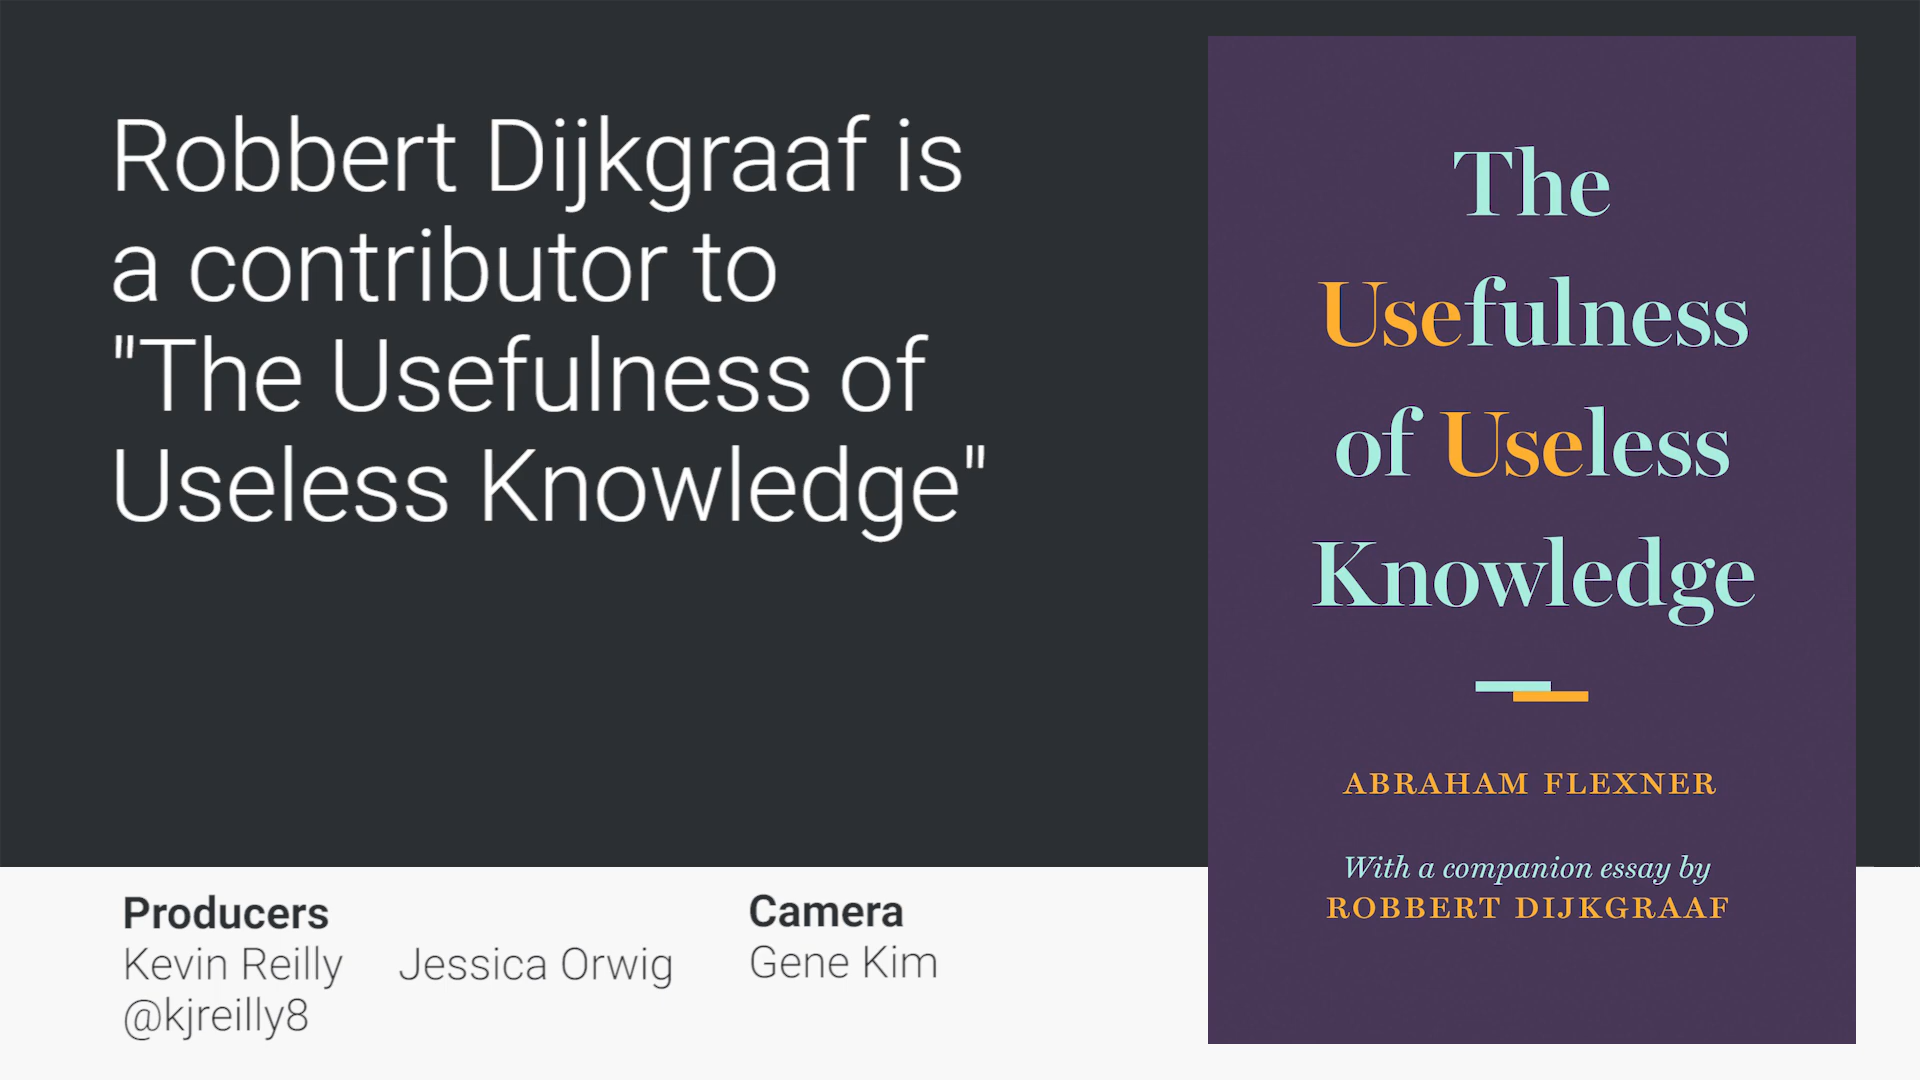 Robbert Dijkgraaf is
a contributor to
"The Usefulness of
Useless Knowledge"
The
Usefulness
of Useless
Knowledge
ABRAHAM FLEXNER
With a companion essay by
ROBBERT DIJKGRAAF
Producers
Kevin Reilly
@kjreilly8
Jessica Orwig
Camera
Gene Kim